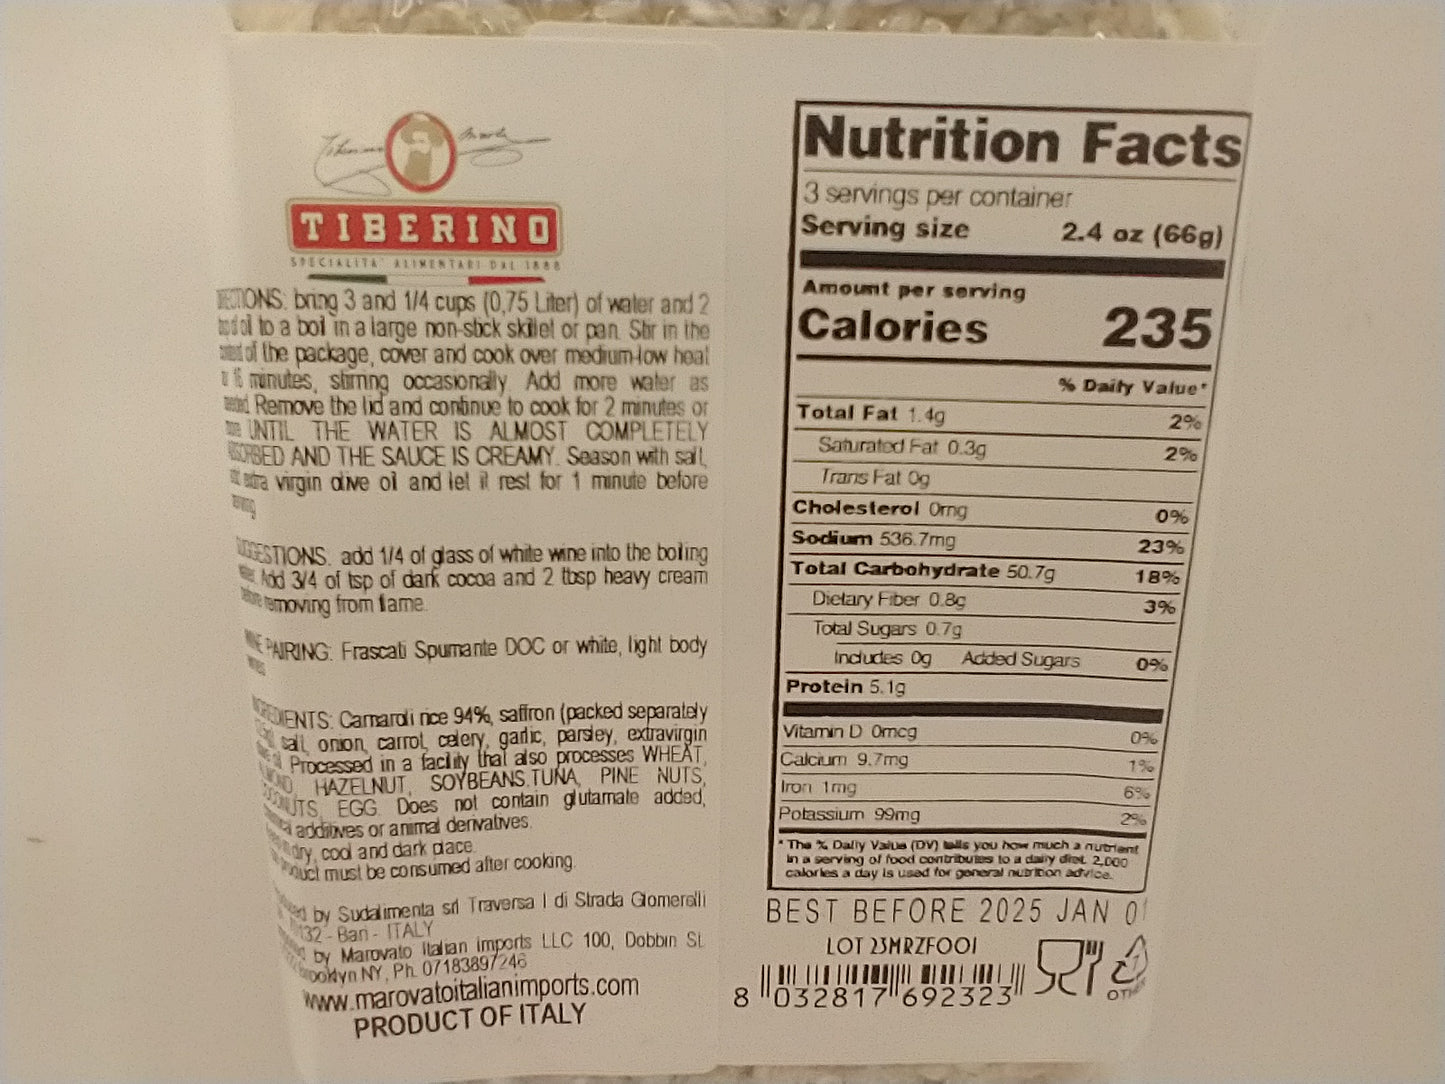 TIBERINO
SPECIALITA' ALIMENTARI DAL 1888
bring 3 and 1/4 cups (0,75 Liter) of water and 2
to a boil in a large non-stick skillet or pan. Stir in the
of the package, cover and cook over medium-low heat
minutes, stirring occasionally. Add more water as
Remove the lid and continue to cook for 2 minutes or
UNTIL THE WATER IS ALMOST COMPLETELY
AND THE SAUCE IS CREAMY. Season with salt,
virgin olive oil and let it rest for 1 minute before
add 1/4 of glass of white wine into the boiling
Add 3/4 of tsp of dark cocoa and 2 tbsp heavy cream
removing from flame.
PAIRING: Frascati Spumante DOC or white, light body
Carnaroli rice 94%, saffron (packed separately
salt, onion, carrot, celery, garlic, parsley, extravirgin
Processed in a facility that also processes WHEAT,
HAZELNUT, SOYBEANS,TUNA, PINE NUTS,
EGG. Does not contain glutamate added,
additives or animal derivatives.
dry, cool and dark place.
must be consumed after cooking.
by Sudalimenta srl Traversa I di Strada Glomerelli
Bari - ITALY
by Marovato Italian imports LLC 100, Dobbin St.
NY, Ph. 07183897246
www.marovatoitalianimports.com
PRODUCT OF ITALY
Nutrition Facts
3 servings per container
Serving size 2.4 oz (66g)
Amount per serving
Calories 235
% Daily Value*
Total Fat 1.4g 2%
Saturated Fat 0.3g 2%
Trans Fat 0g
Cholesterol 0mg 0%
Sodium 536.7mg 23%
Total Carbohydrate 50.7g 18%
Dietary Fiber 0.8g 3%
Total Sugars 0.7g
Includes 0g Added Sugars 0%
Protein 5.1g
Vitamin D 0mcg 0%
Calcium 9.7mg 1%
Iron 1mg 6%
Potassium 99mg 2%
* The % Daily Value (DV) tells you how much a nutrient
in a serving of food contributes to a daily diet. 2,000
calories a day is used for general nutrition advice.
BEST BEFORE 2025 JAN 01
LOT 23MRZF001
8 032817 692323